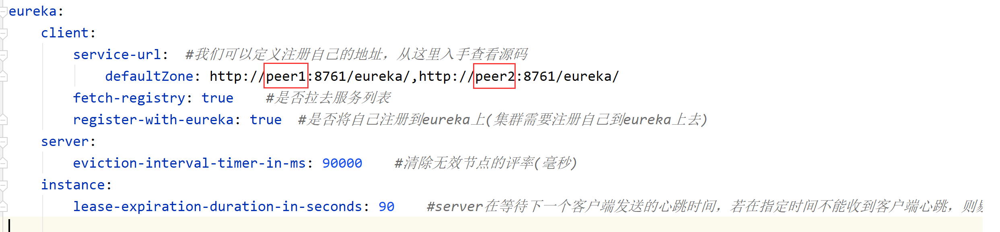 eureka:
client:
service-url: #我们可以定义注册自己的地址，从这里入手查看源码
defaultZone: http://peer1:8761/eureka/,http://peer2:8761/eureka/
fetch-registry: true #是否拉去服务列表
register-with-eureka: true #是否将自己注册到eureka上(集群需要注册自己到eureka上去)
server:
eviction-interval-timer-in-ms: 90000 #清除无效节点的评率(毫秒)
instance:
lease-expiration-duration-in-seconds: 90 #server在等待下一个客户端发送的心跳时间，若在指定时间不能收到客户端心跳，则